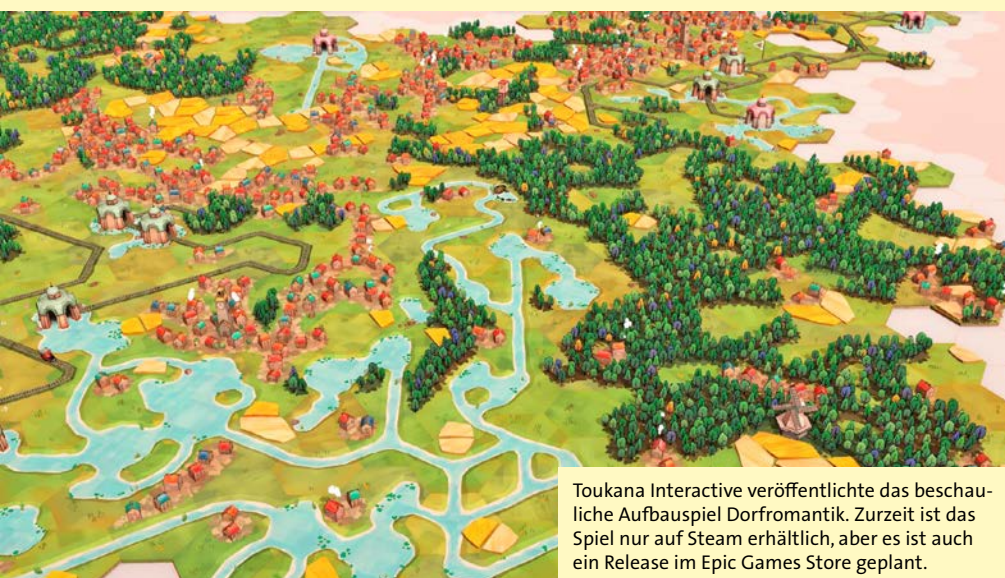 Toukana Interactive veröffentlichte das beschau-
liche Aufbauspiel Dorfromantik. Zurzeit ist das
Spiel nur auf Steam erhältlich, aber es ist auch
ein Release im Epic Games Store geplant.